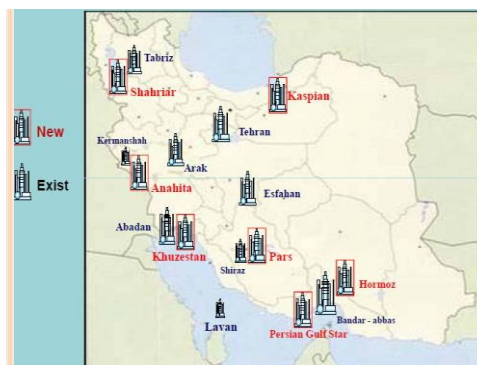 New
Exist
Tabriz
Shahriar
Kaspian
Tehran
Kermanshah
Arak
Anahita
Esfahan
Abadan
Khuzestan
Pars
Shiraz
Hormoz
Lavan
Bandar - abbas
Persian Gulf Star